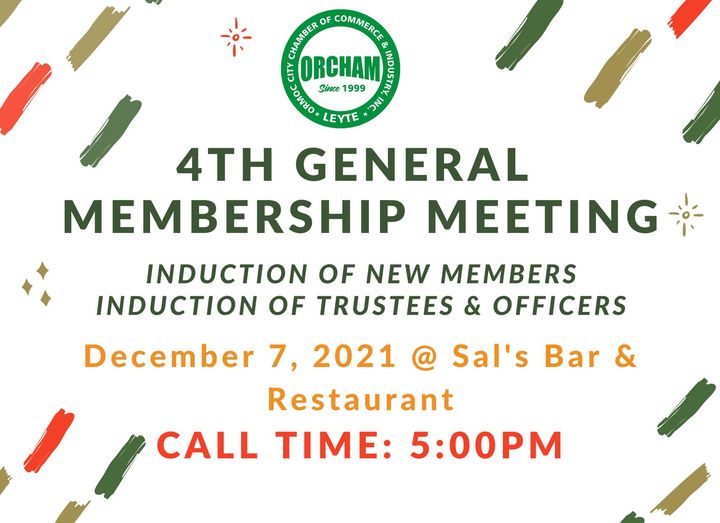 ORMOC CITY CHAMBER OF COMMERCE & INDUSTRY, INC.
ORCHAM
Since 1999
LEYTE
4TH GENERAL
MEMBERSHIP MEETING
INDUCTION OF NEW MEMBERS
INDUCTION OF TRUSTEES & OFFICERS
December 7, 2021 @ Sal's Bar &
Restaurant
CALL TIME: 5:00PM